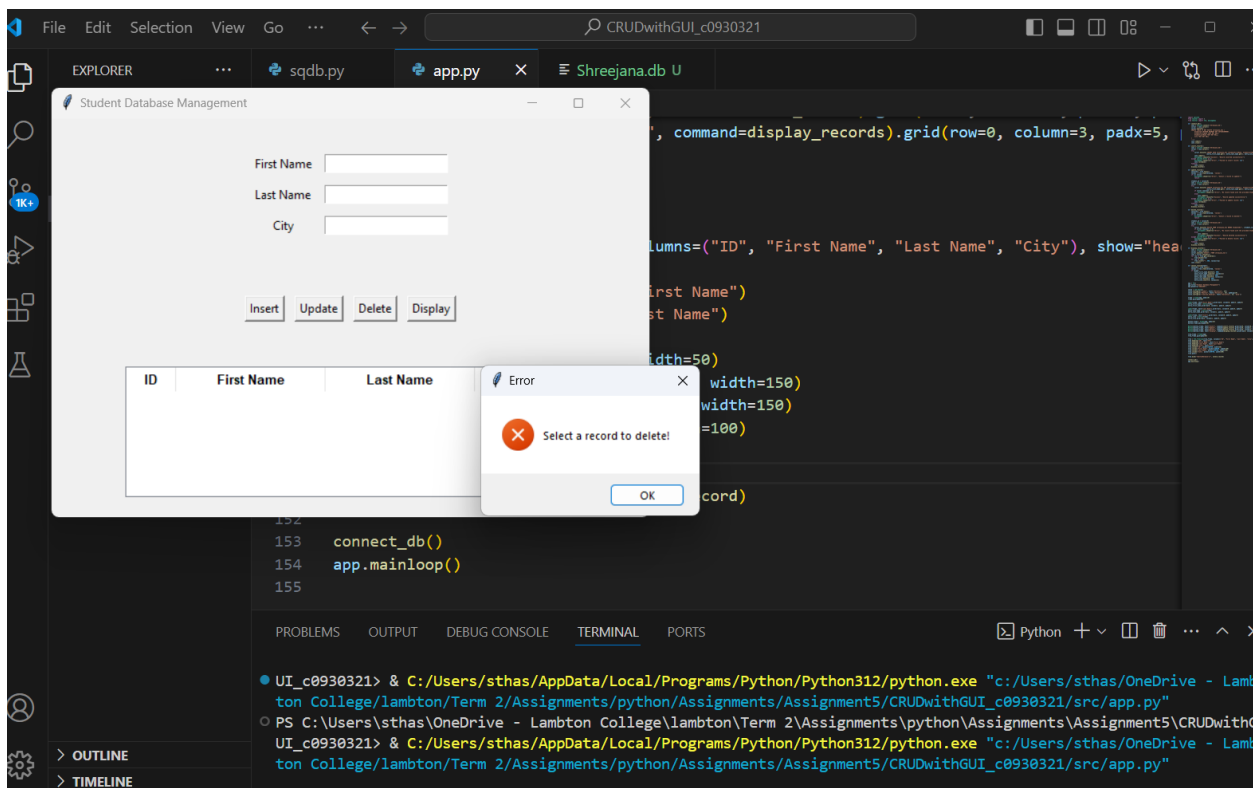 File Edit Selection View Go ··· CRUDwithGUI_c0930321
EXPLORER ··· sqdb.py app.py Shreejana.db U
Student Database Management
First Name
Last Name
City
Insert Update Delete Display
ID First Name Last Name
Error
Select a record to delete!
OK
", command=display_records).grid(row=0, column=3, padx=5,
lumns=("ID", "First Name", "Last Name", "City"), show="hea
irst Name")
st Name")
idth=50)
width=150)
width=150)
=100)
cord)
152
153 connect_db()
154 app.mainloop()
155
1K+
PROBLEMS OUTPUT DEBUG CONSOLE TERMINAL PORTS Python
UI_c0930321> & C:/Users/sthas/AppData/Local/Programs/Python/Python312/python.exe "c:/Users/sthas/OneDrive - Lamb
ton College/lambton/Term 2/Assignments/python/Assignments/Assignment5/CRUDwithGUI_c0930321/src/app.py"
PS C:\Users\sthas\OneDrive - Lambton College\lambton\Term 2\Assignments\python\Assignments\Assignment5\CRUDwithG
UI_c0930321> & C:/Users/sthas/AppData/Local/Programs/Python/Python312/python.exe "c:/Users/sthas/OneDrive - Lamb
ton College/lambton/Term 2/Assignments/python/Assignments/Assignment5/CRUDwithGUI_c0930321/src/app.py"
OUTLINE
TIMELINE